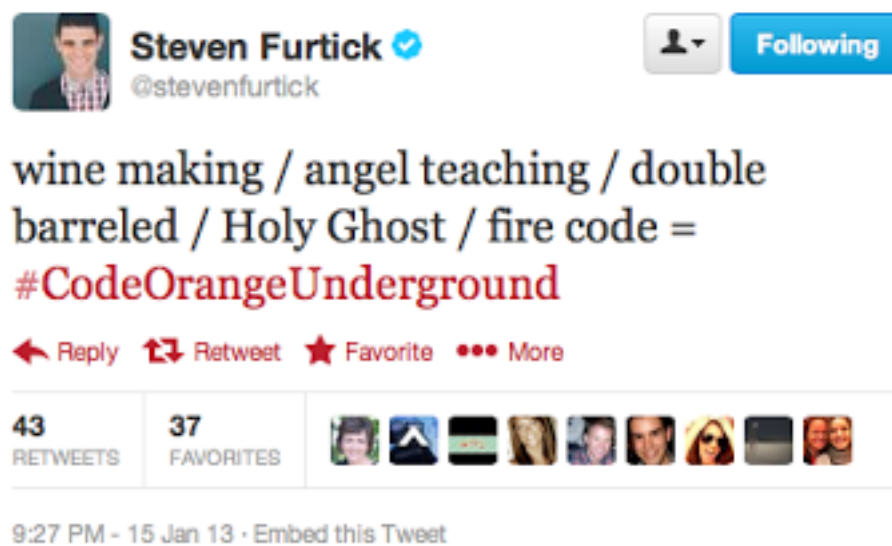 Steven Furtick
Following
@stevenfurtick
wine making / angel teaching / double
barreled / Holy Ghost / fire code =
#CodeOrangeUnderground
Reply Retweet Favorite More
43 37
RETWEETS FAVORITES
9:27 PM - 15 Jan 13 · Embed this Tweet